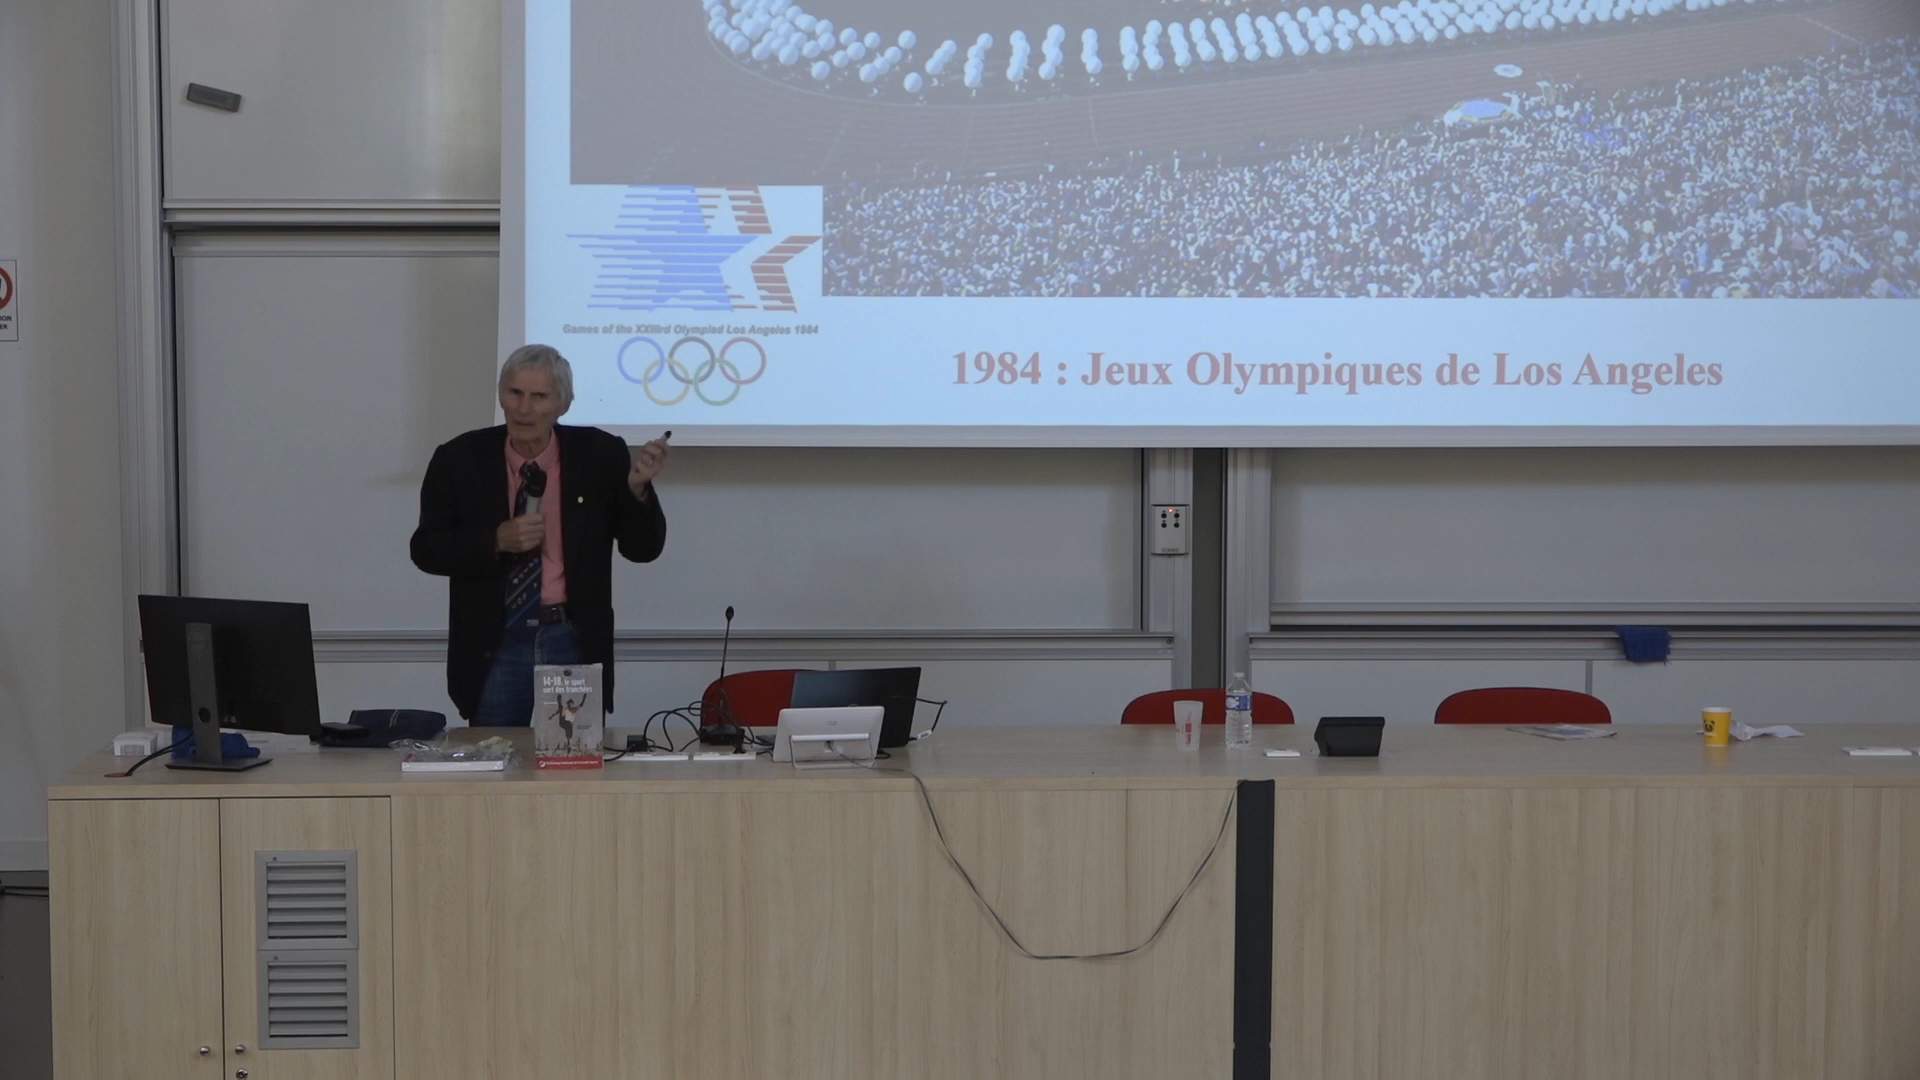 Games of the XXIIIrd Olympiad Los Angeles 1984
1984 : Jeux Olympiques de Los Angeles
14-18, le sport
sort des tranchées